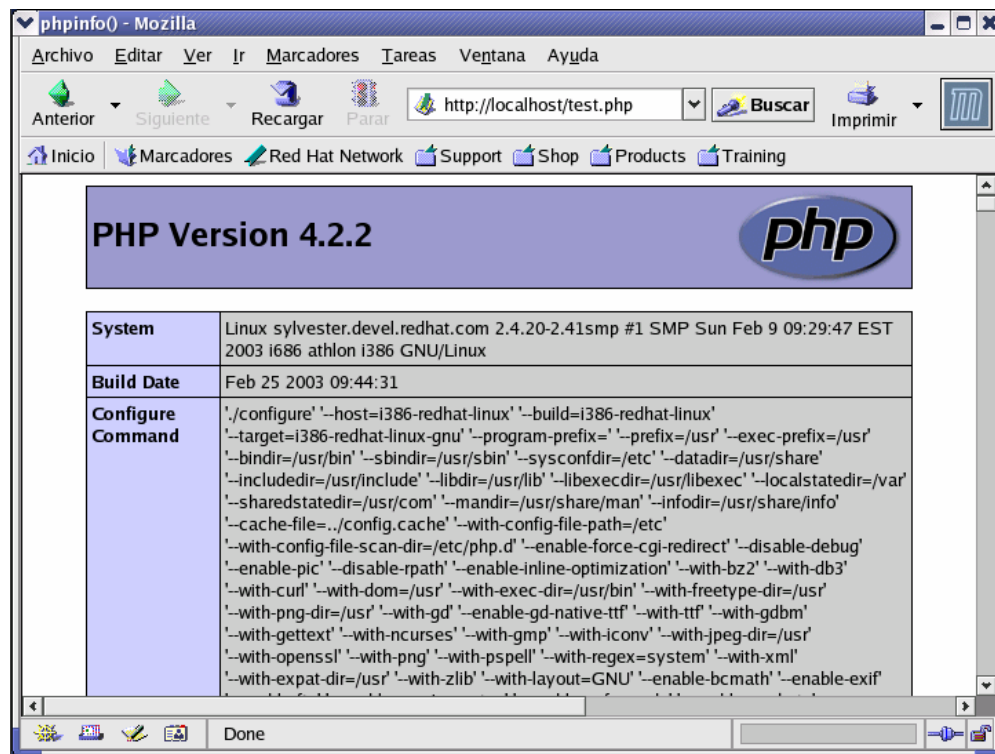 phpinfo() - Mozilla
Archivo Editar Ver Ir Marcadores Tareas Ventana Ayuda
Anterior Siguiente Recargar Parar http://localhost/test.php Buscar Imprimir
Inicio Marcadores Red Hat Network Support Shop Products Training
PHP Version 4.2.2
php
System Linux sylvester.devel.redhat.com 2.4.20-2.41smp #1 SMP Sun Feb 9 09:29:47 EST
2003 i686 athlon i386 GNU/Linux
Build Date Feb 25 2003 09:44:31
Configure Command './configure' '--host=i386-redhat-linux' '--build=i386-redhat-linux'
'--target=i386-redhat-linux-gnu' '--program-prefix=' '--prefix=/usr' '--exec-prefix=/usr'
'--bindir=/usr/bin' '--sbindir=/usr/sbin' '--sysconfdir=/etc' '--datadir=/usr/share'
'--includedir=/usr/include' '--libdir=/usr/lib' '--libexecdir=/usr/libexec' '--localstatedir=/var'
'--sharedstatedir=/usr/com' '--mandir=/usr/share/man' '--infodir=/usr/share/info'
'--cache-file=../config.cache' '--with-config-file-path=/etc'
'--with-config-file-scan-dir=/etc/php.d' '--enable-force-cgi-redirect' '--disable-debug'
'--enable-pic' '--disable-rpath' '--enable-inline-optimization' '--with-bz2' '--with-db3'
'--with-curl' '--with-dom=/usr' '--with-exec-dir=/usr/bin' '--with-freetype-dir=/usr'
'--with-png-dir=/usr' '--with-gd' '--enable-gd-native-ttf' '--with-ttf' '--with-gdbm'
'--with-gettext' '--with-ncurses' '--with-gmp' '--with-iconv' '--with-jpeg-dir=/usr'
'--with-openssl' '--with-png' '--with-pspell' '--with-regex=system' '--with-xml'
'--with-expat-dir=/usr' '--with-zlib' '--with-layout=GNU' '--enable-bcmath' '--enable-exif'
Done